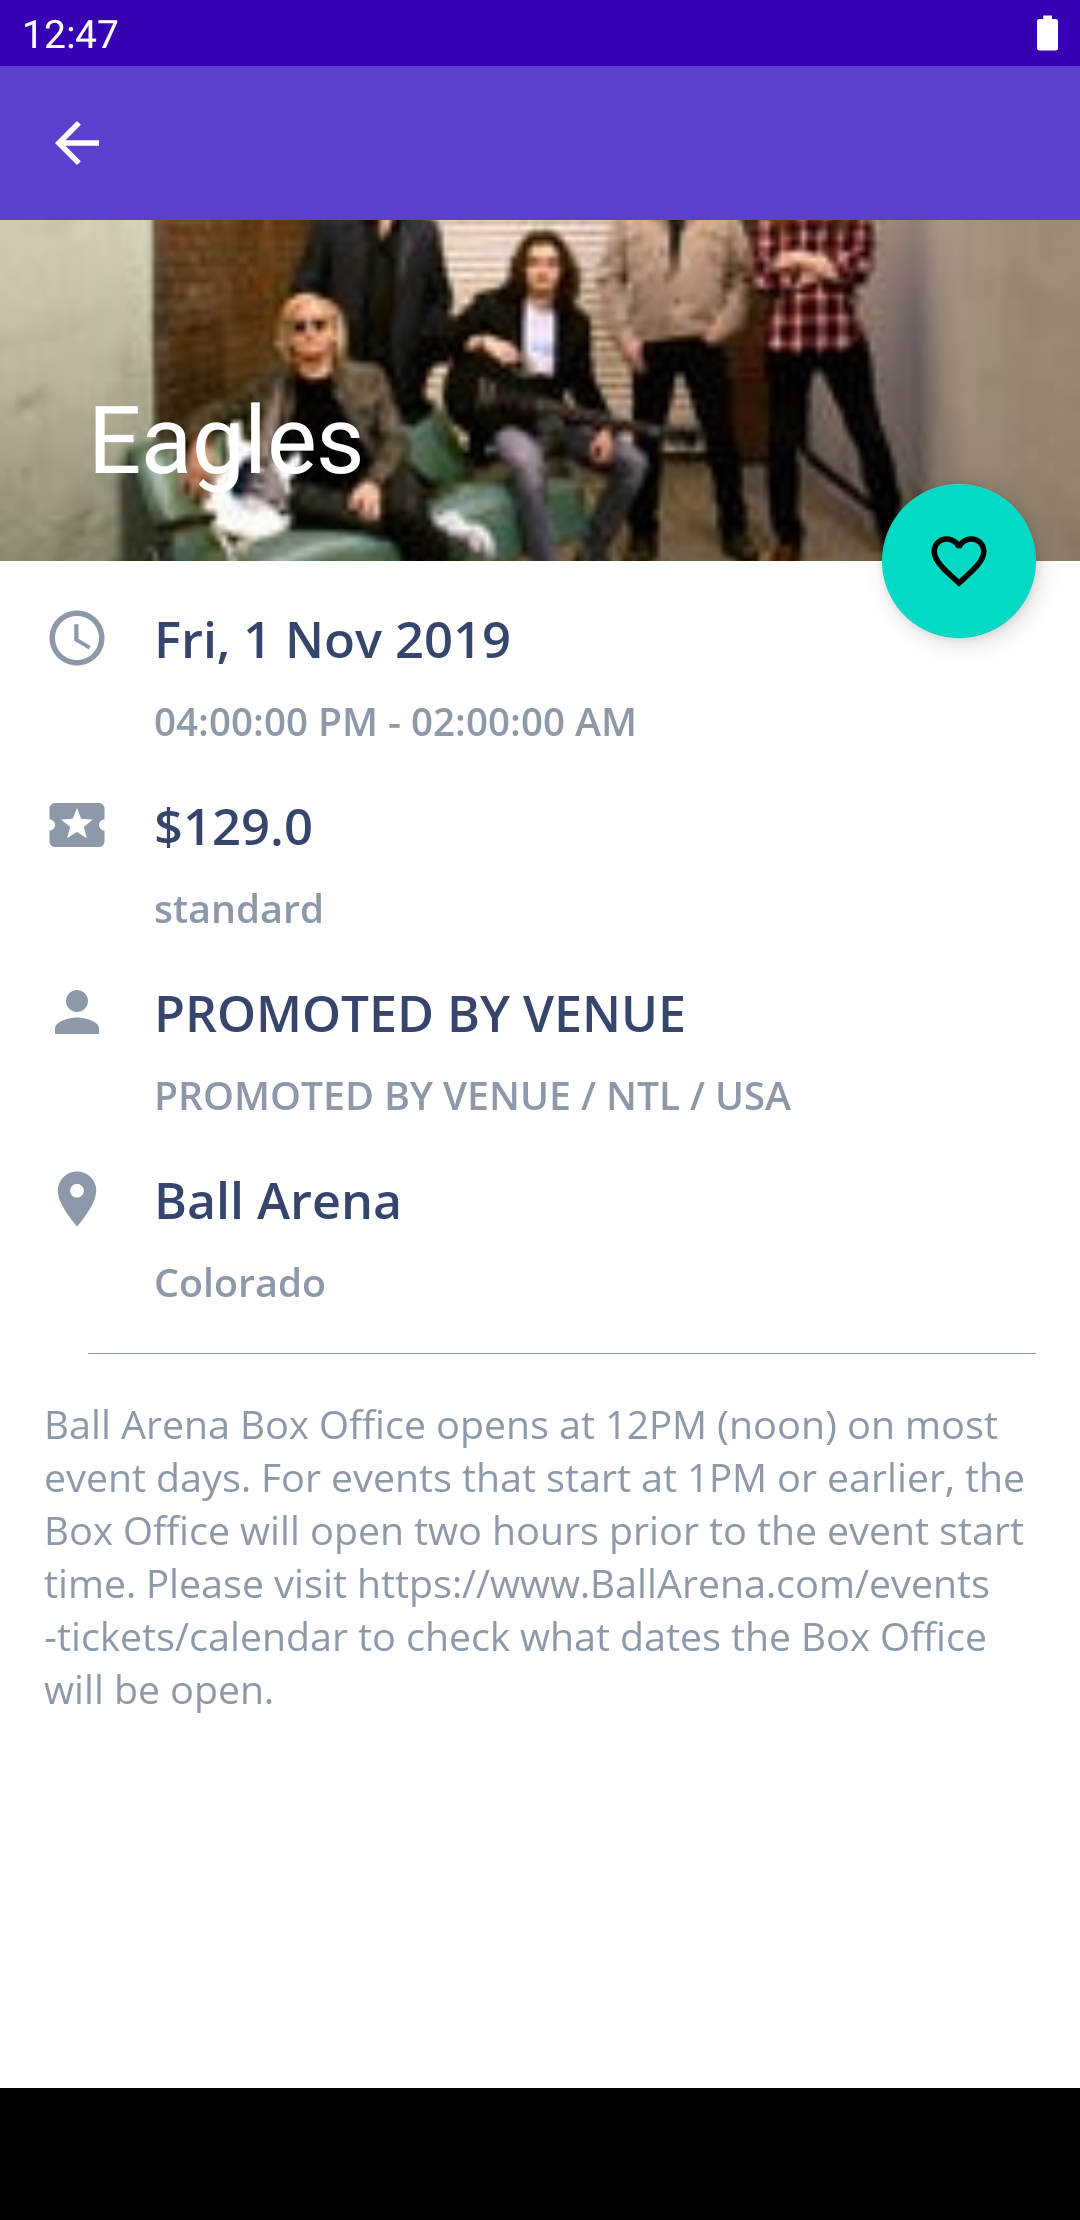 12:47
Eagles
Fri, 1 Nov 2019
04:00:00 PM - 02:00:00 AM
$129.0
standard
PROMOTED BY VENUE
PROMOTED BY VENUE / NTL / USA
Ball Arena
Colorado
Ball Arena Box Office opens at 12PM (noon) on most
event days. For events that start at 1PM or earlier, the
Box Office will open two hours prior to the event start
time. Please visit https://www.BallArena.com/events
-tickets/calendar to check what dates the Box Office
will be open.